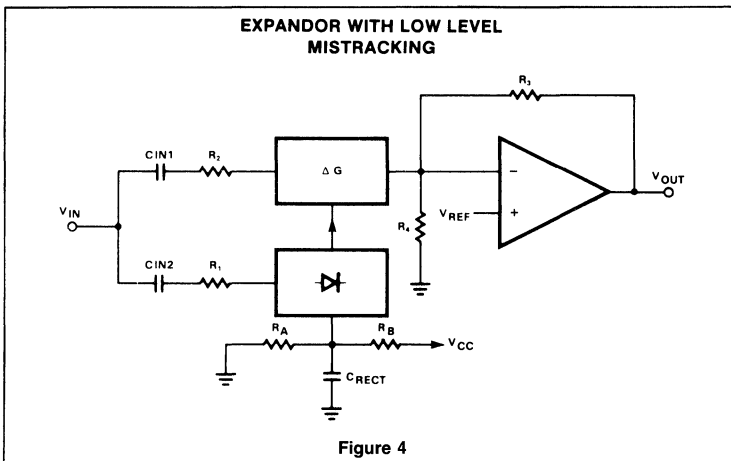 EXPANDOR WITH LOW LEVEL
MISTRACKING
R3
CIN1
R2
ΔG
VIN
VOUT
−
VREF
+
R4
CIN2
R1
RA
RB
VCC
CRECT
Figure 4